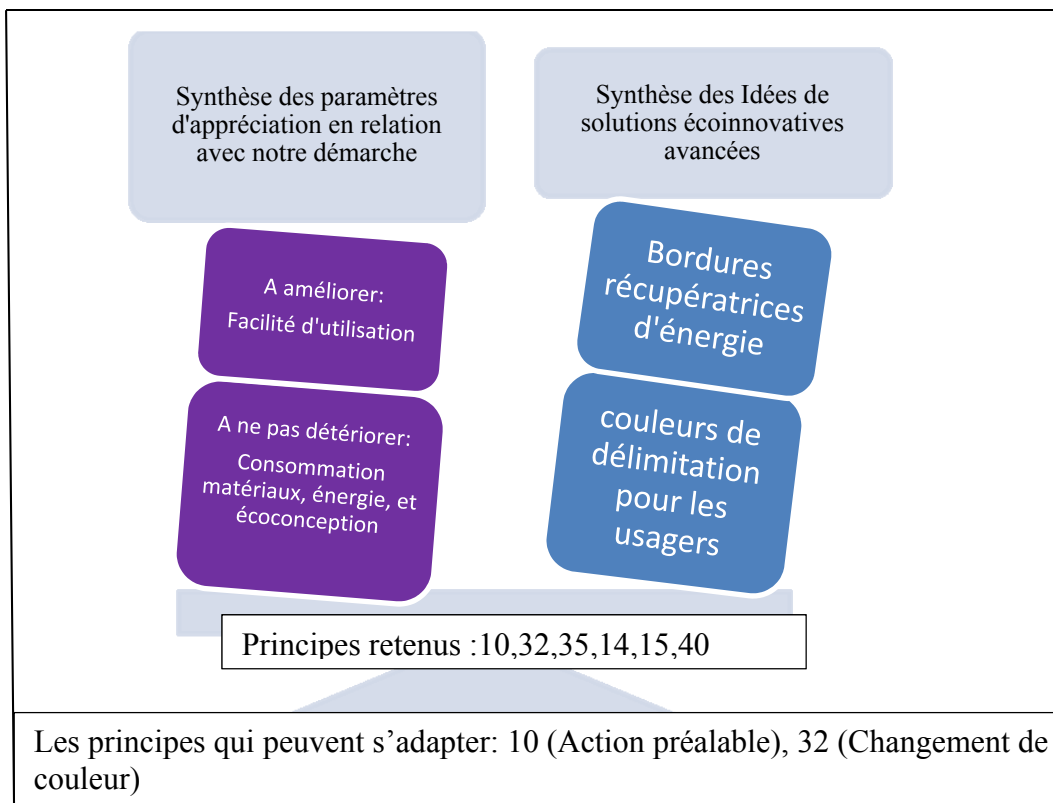 Synthèse des paramètres
d'appréciation en relation
avec notre démarche
Synthèse des Idées de
solutions écoinnovatives
avancées
A améliorer:
Facilité d'utilisation
A ne pas détériorer:
Consommation
matériaux, énergie, et
écoconception
Bordures
récupératrices
d'énergie
couleurs de
délimitation
pour les
usagers
Principes retenus :10,32,35,14,15,40
Les principes qui peuvent s’adapter: 10 (Action préalable), 32 (Changement de
couleur)